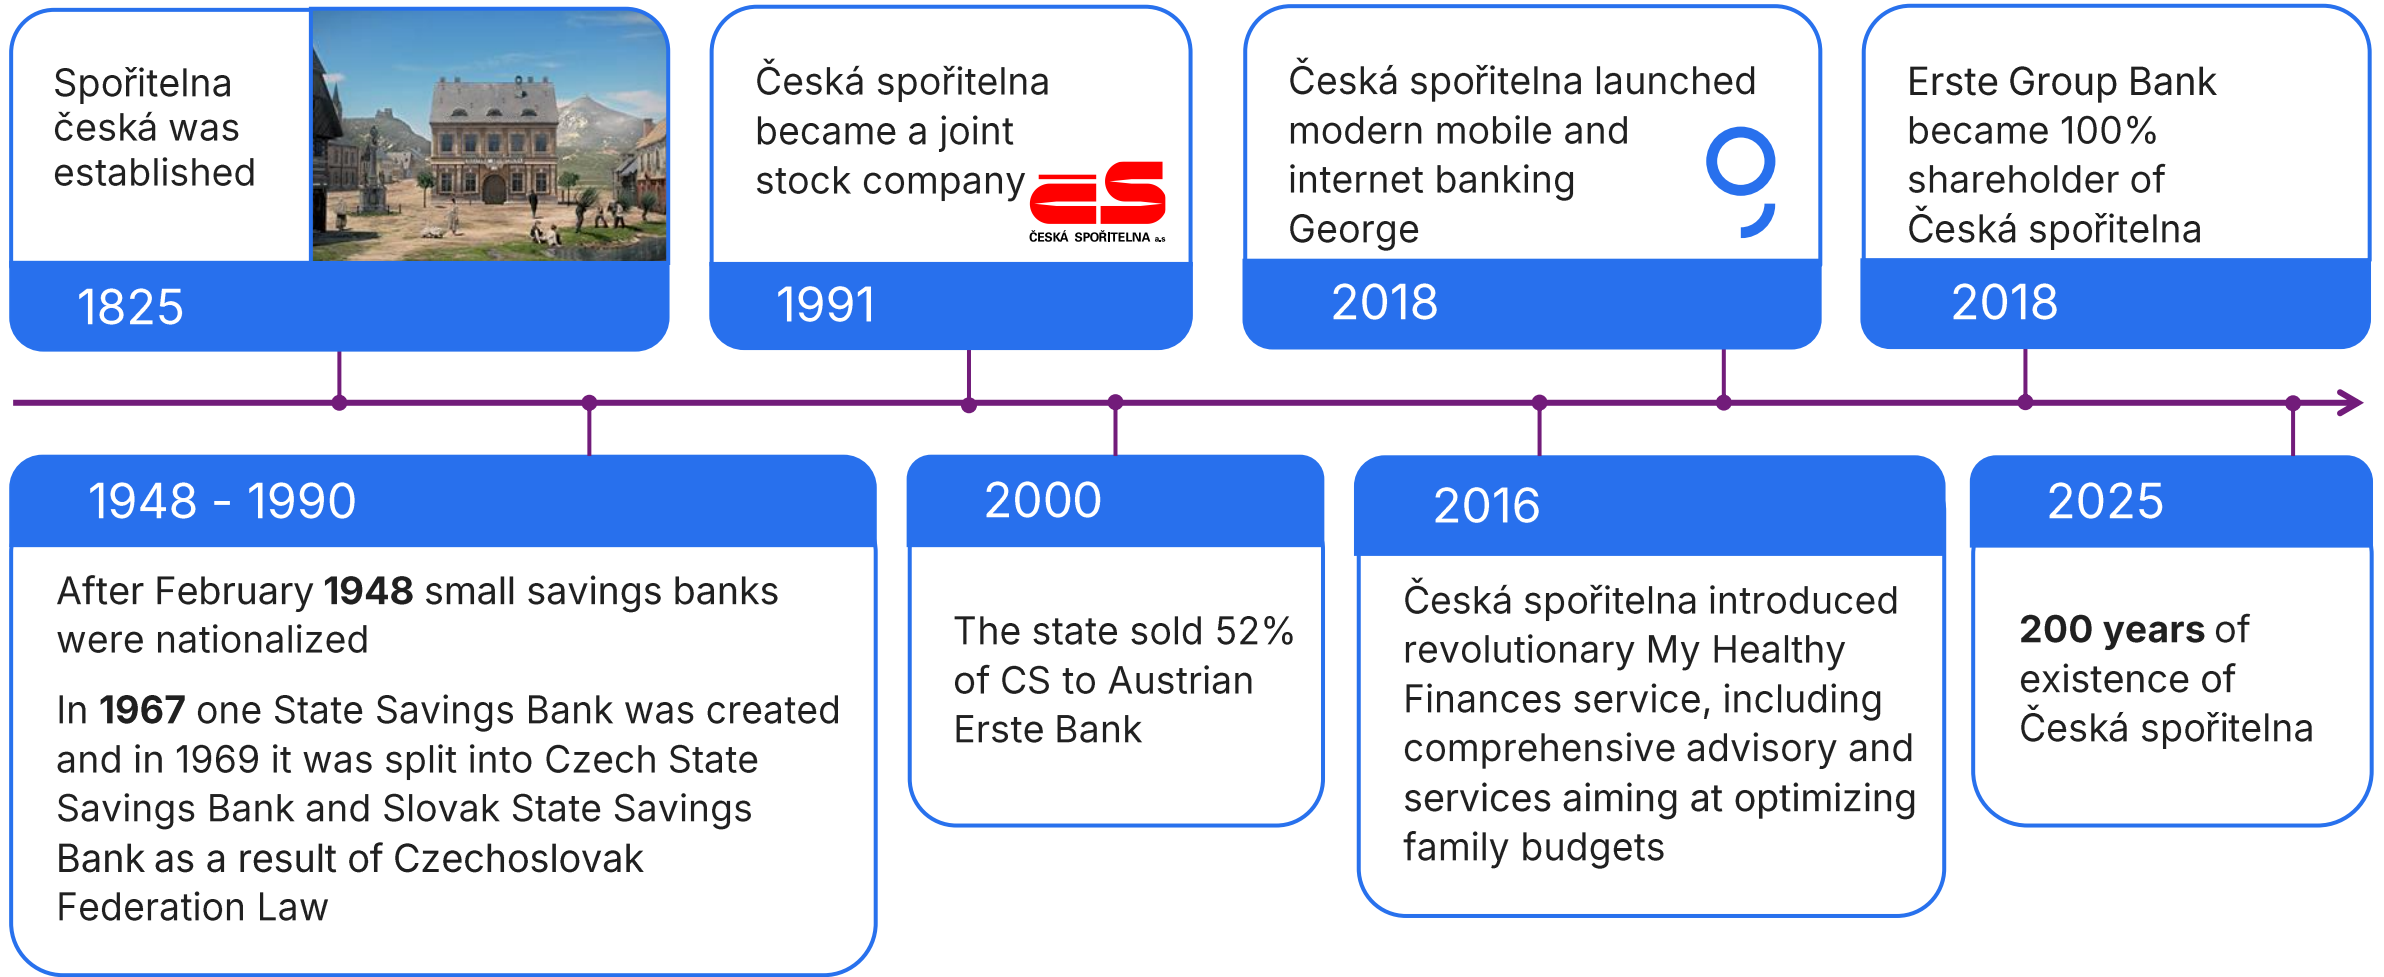 Spořitelna
česká was
established
1825
Česká spořitelna
became a joint
stock company
ČESKÁ SPOŘITELNA a.s
1991
Česká spořitelna launched
modern mobile and
internet banking
George
2018
Erste Group Bank
became 100%
shareholder of
Česká spořitelna
2018
1948 - 1990
After February 1948 small savings banks
were nationalized
In 1967 one State Savings Bank was created
and in 1969 it was split into Czech State
Savings Bank and Slovak State Savings
Bank as a result of Czechoslovak
Federation Law
2000
The state sold 52%
of CS to Austrian
Erste Bank
2016
Česká spořitelna introduced
revolutionary My Healthy
Finances service, including
comprehensive advisory and
services aiming at optimizing
family budgets
2025
200 years of
existence of
Česká spořitelna